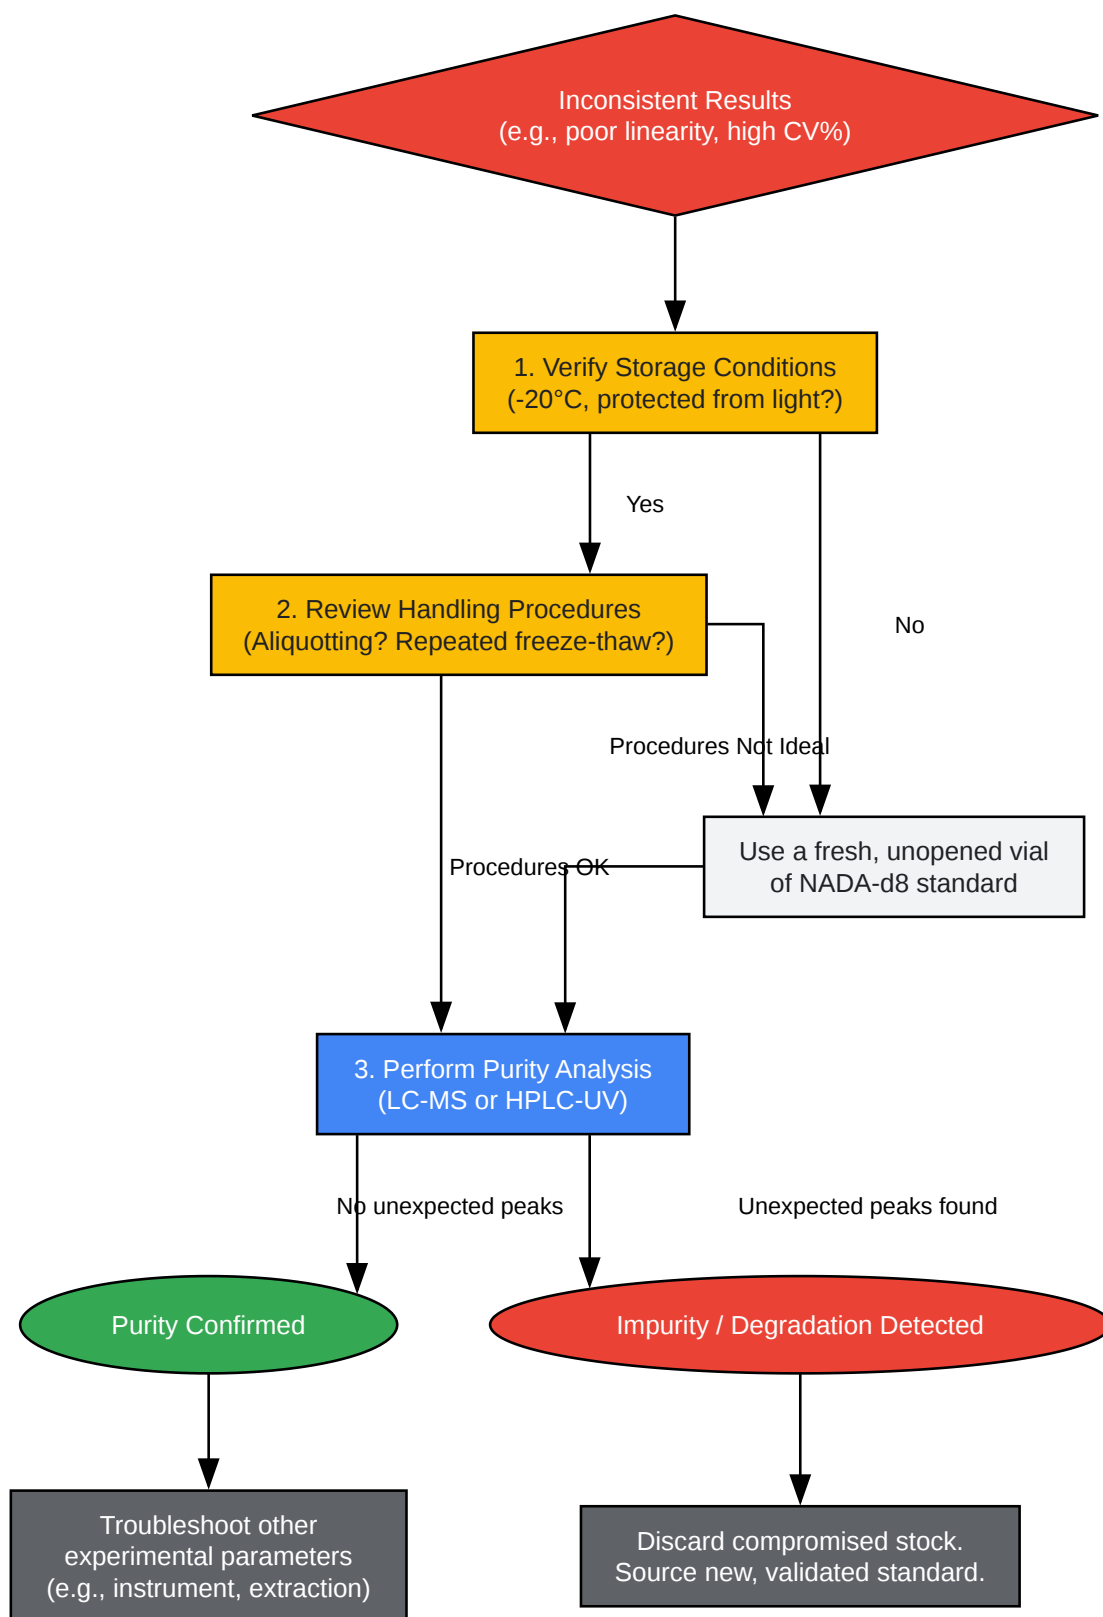 Inconsistent Results
(e.g., poor linearity, high CV%)
1. Verify Storage Conditions
(-20°C, protected from light?)
Yes
2. Review Handling Procedures
(Aliquotting? Repeated freeze-thaw?)
No
Procedures Not Ideal
Use a fresh, unopened vial
of NADA-d8 standard
Procedures OK
3. Perform Purity Analysis
(LC-MS or HPLC-UV)
No unexpected peaks
Unexpected peaks found
Purity Confirmed
Impurity / Degradation Detected
Troubleshoot other
experimental parameters
(e.g., instrument, extraction)
Discard compromised stock.
Source new, validated standard.